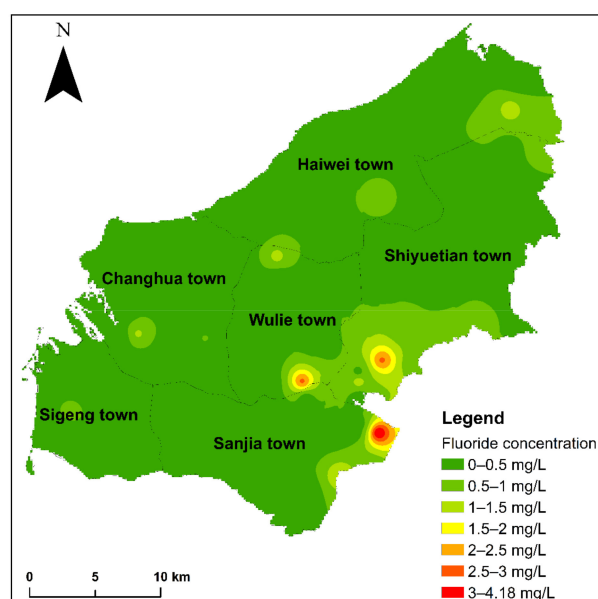 N
Haiwei town
Shiyuetian town
Changhua town
Wulie town
Sigeng town
Sanjia town
Legend
Fluoride concentration
0–0.5 mg/L
0.5–1 mg/L
1–1.5 mg/L
1.5–2 mg/L
2–2.5 mg/L
2.5–3 mg/L
3–4.18 mg/L
0 5 10 km